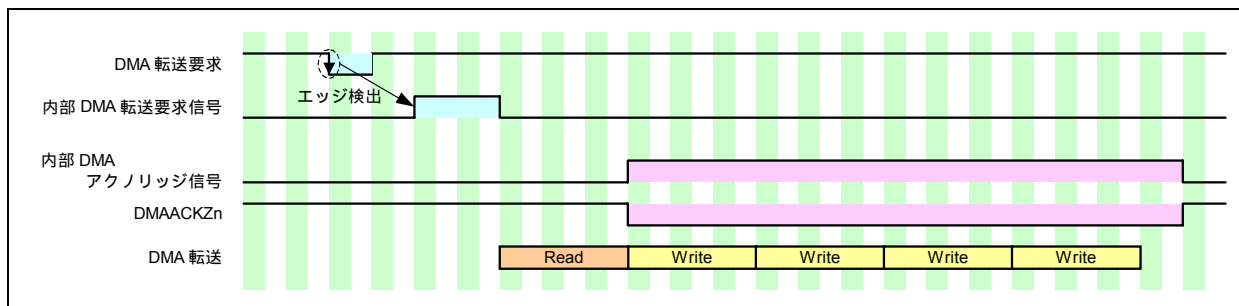 DMA 転送要求
エッジ検出
内部 DMA 転送要求信号
内部 DMA
アクノリッジ信号
DMAACKZn
DMA 転送
Read Write Write Write Write